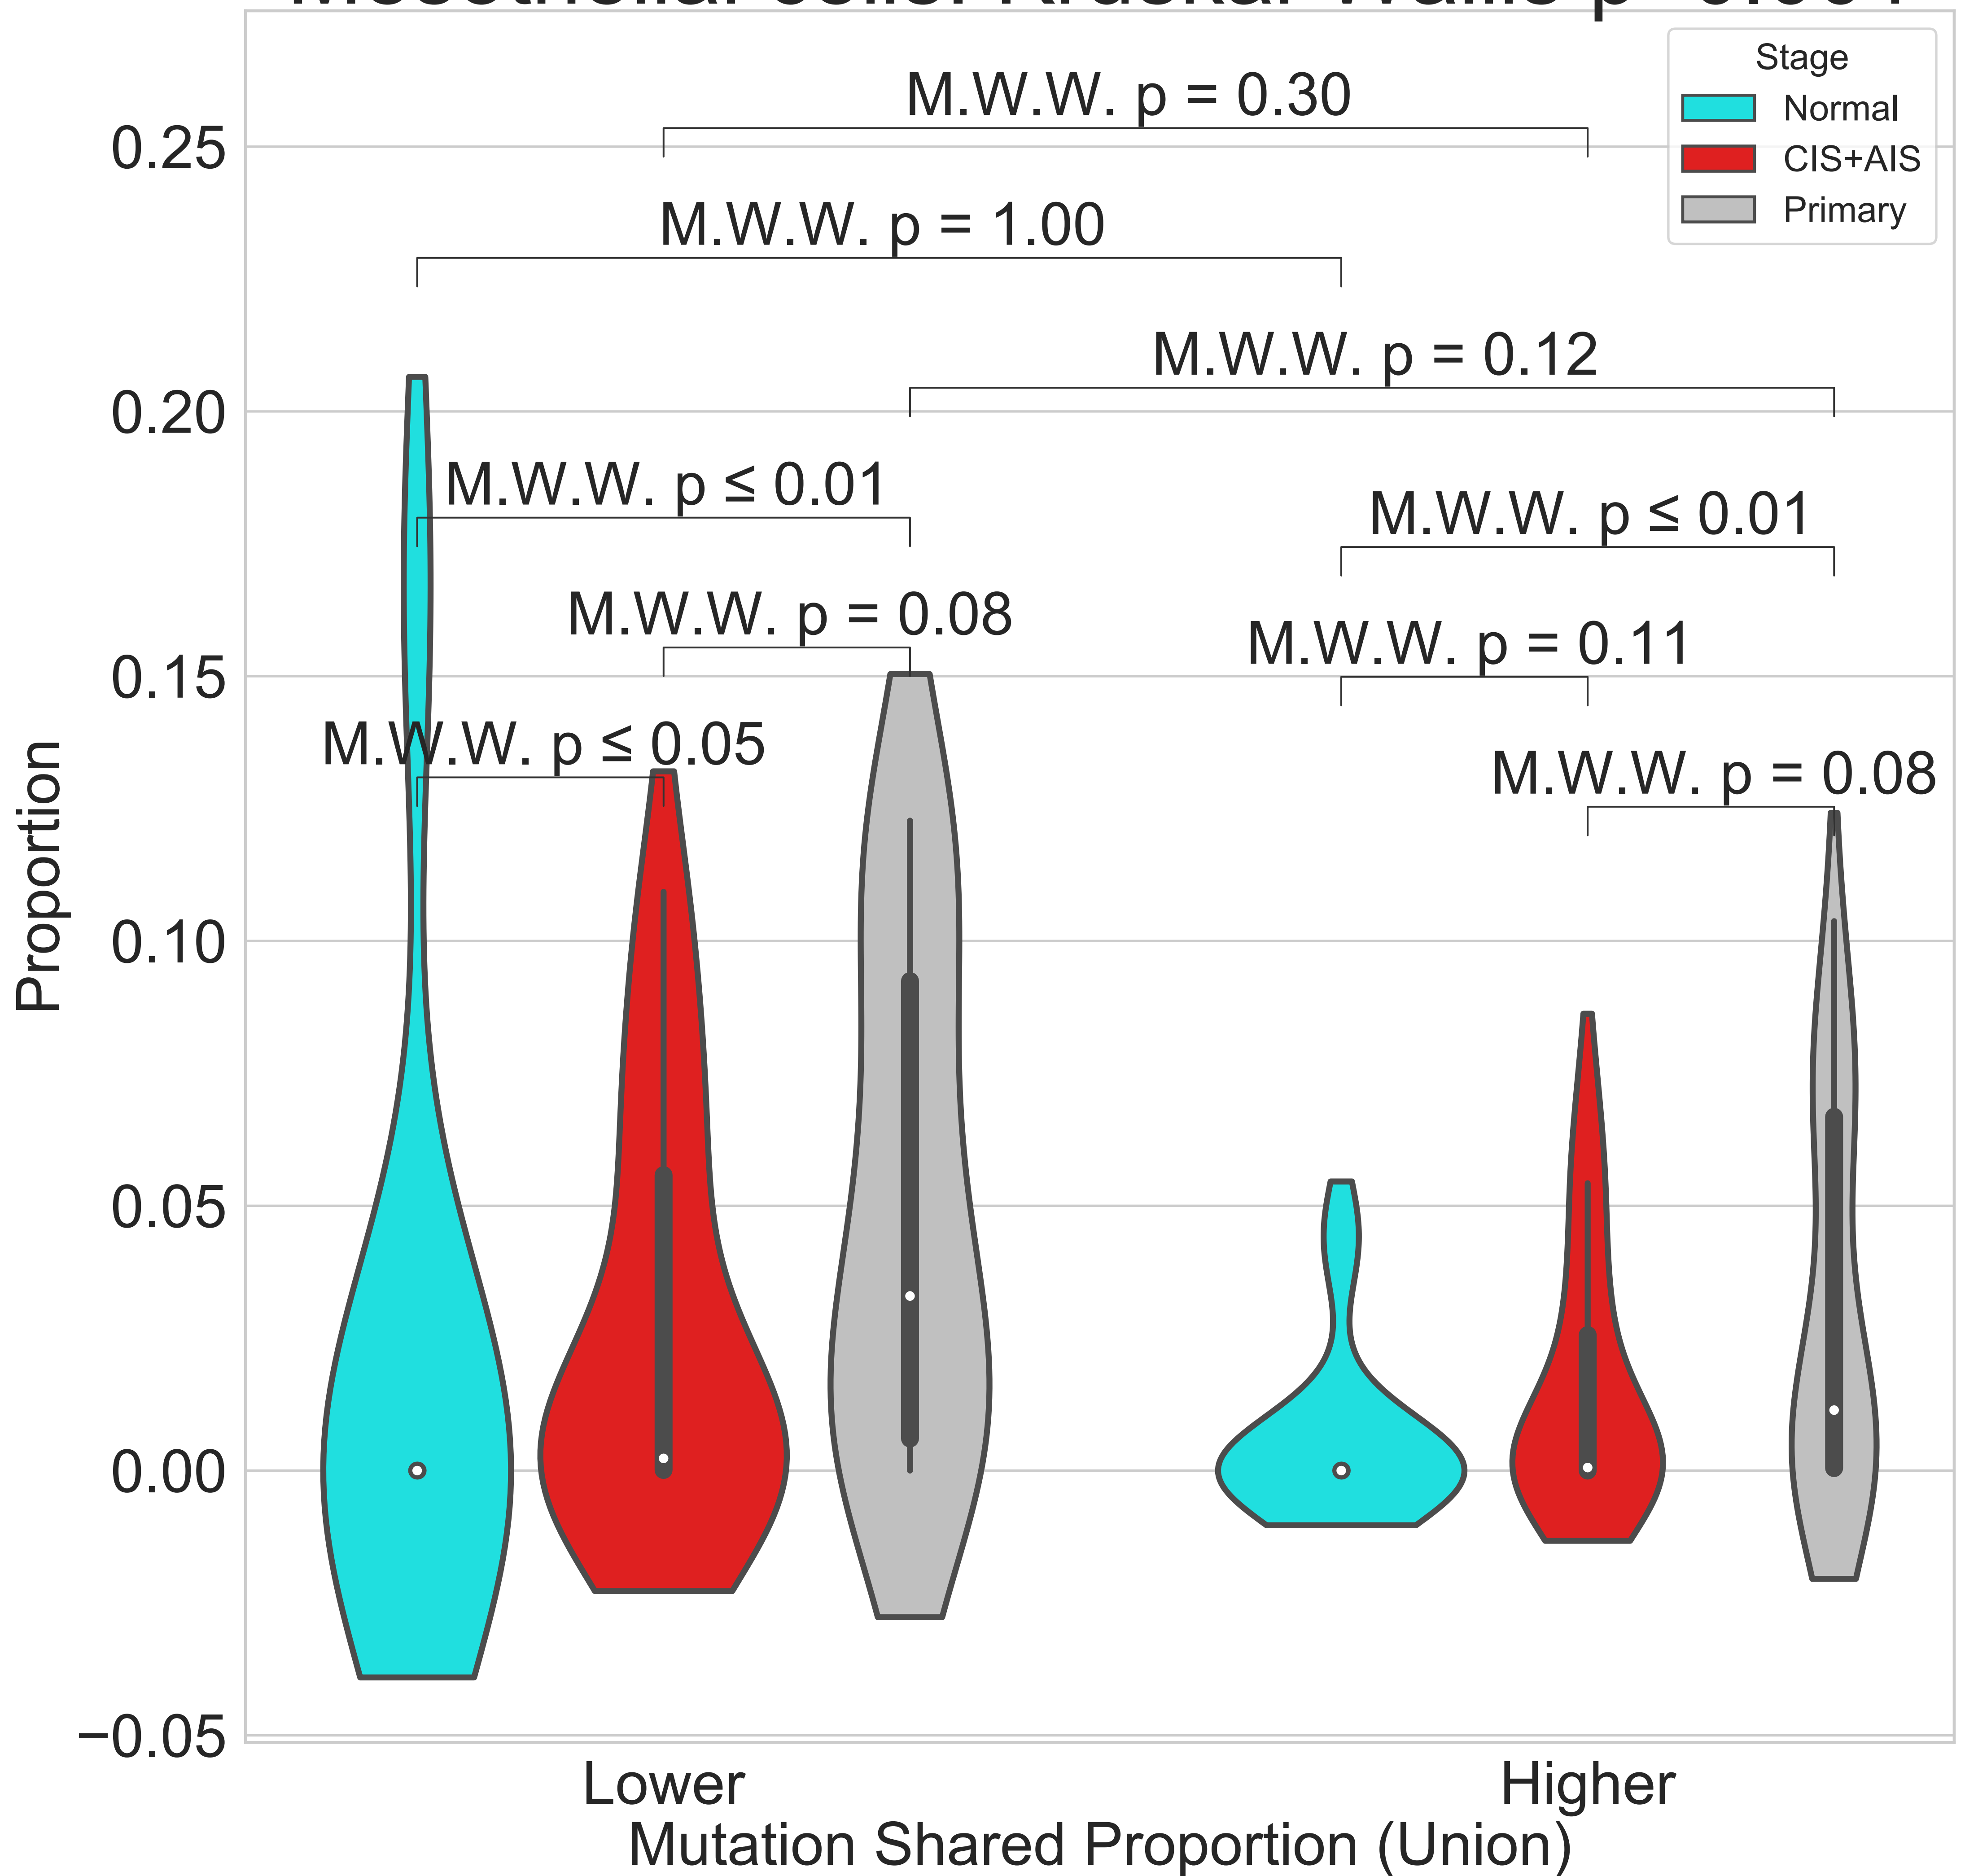 M.W.W. p = 0.30
Stage
Normal
CIS+AIS
Primary
0.25
M.W.W. p = 1.00
M.W.W. p = 0.12
0.20
M.W.W. p ≤ 0.01
M.W.W. p ≤ 0.01
M.W.W. p = 0.08
M.W.W. p = 0.11
0.15
M.W.W. p ≤ 0.05
M.W.W. p = 0.08
Proportion
0.10
0.05
0.00
−0.05
Lower
Higher
Mutation Shared Proportion (Union)